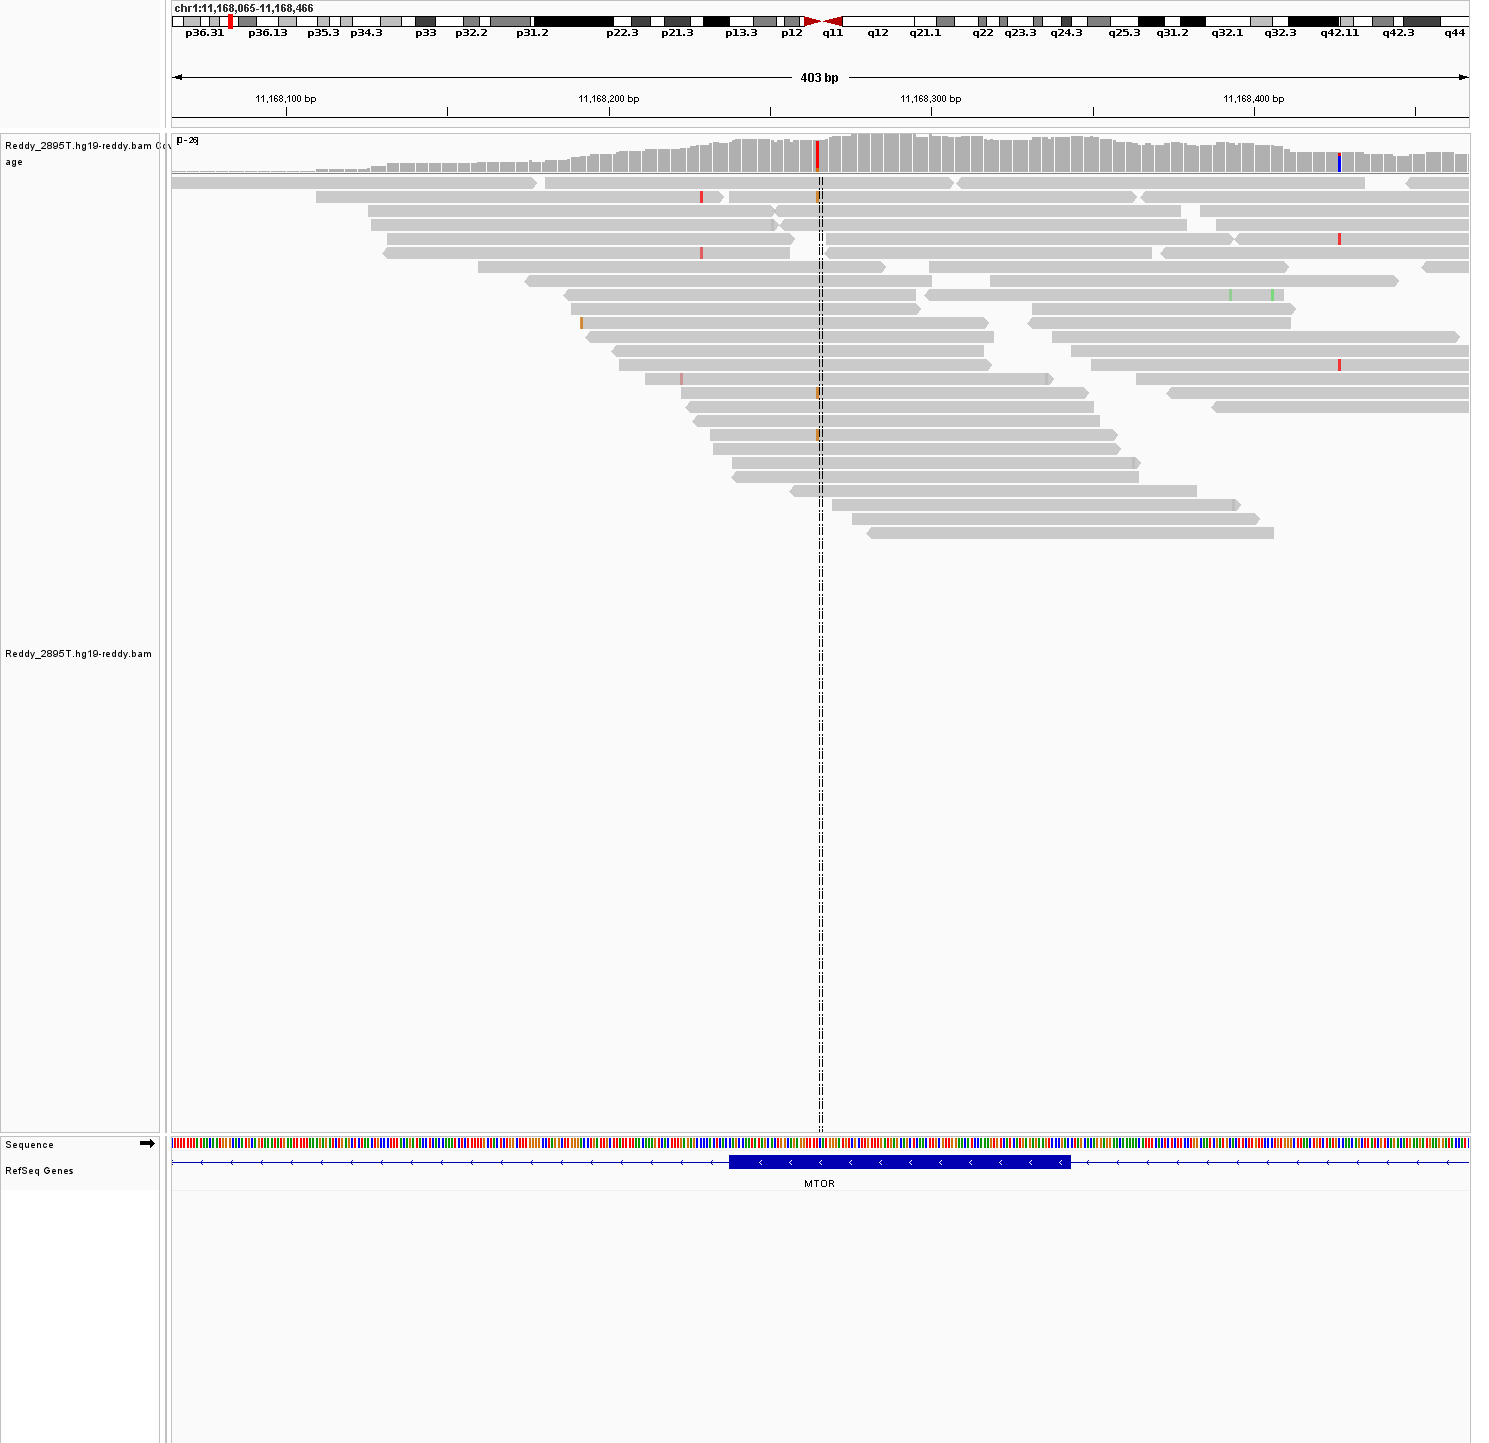 chr1:11,168,065-11,168,466
p36.31 p36.13 p35.3 p34.3 p33 p32.2 p31.2 p22.3 p21.3 p13.3 p12 q11 q12 q21.1 q22 q23.3 q24.3 q25.3 q31.2 q32.1 q32.3 q42.11 q42.3 q44
403 bp
11,168,100 bp 11,168,200 bp 11,168,300 bp 11,168,400 bp
[0-26]
Reddy_2895T.hg19-reddy.bam Cov
age
Reddy_2895T.hg19-reddy.bam
Sequence
RefSeq Genes
MTOR